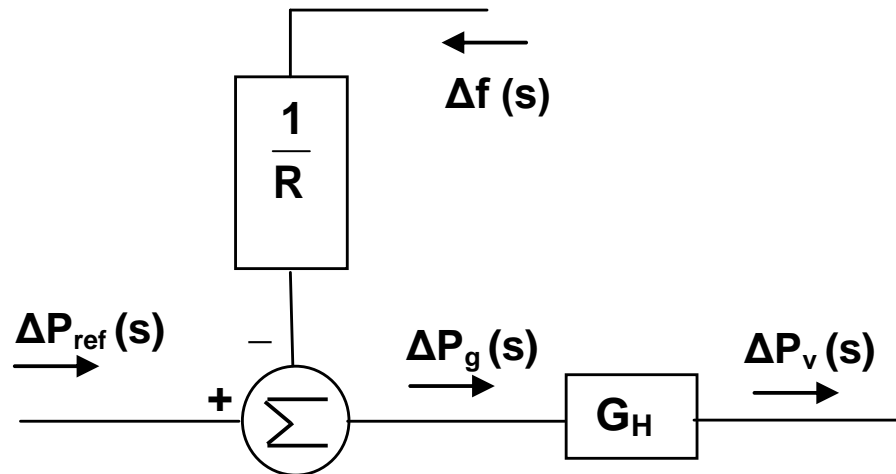 Δf (s)
1
R
ΔP_ref (s)
−
ΔP_g (s)
ΔP_v (s)
+
Σ
G_H